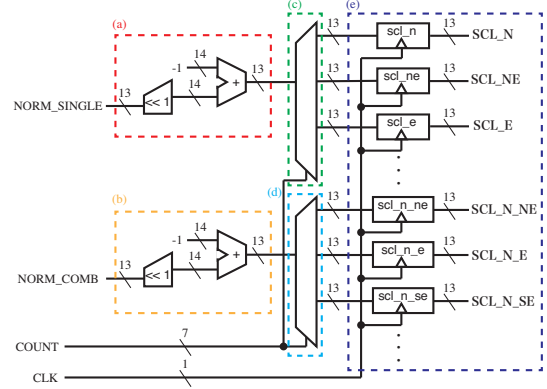 (a)
(c)
(e)
14
-1
14
13
+
<< 1
13
NORM_SINGLE
13
scl_n
13
SCL_N
13
scl_ne
13
SCL_NE
13
scl_e
13
SCL_E
(b)
(d)
14
-1
14
13
+
<< 1
13
NORM_COMB
13
scl_n_ne
13
SCL_N_NE
13
scl_n_e
13
SCL_N_E
13
scl_n_se
13
SCL_N_SE
COUNT
7
CLK
1